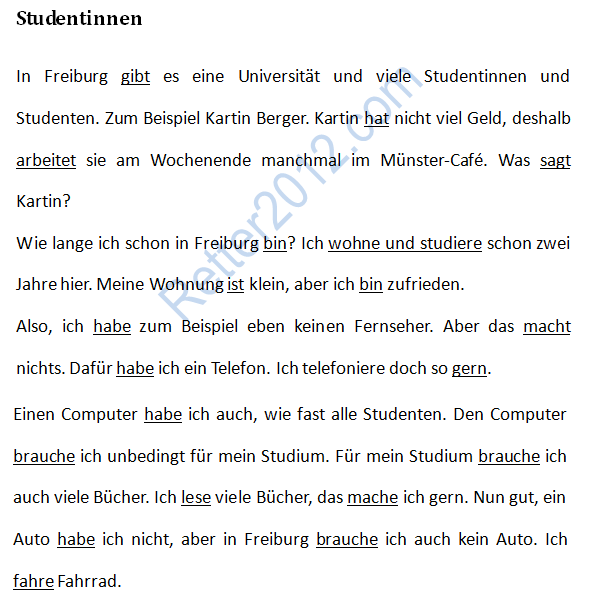 Studentinnen
In Freiburg gibt es eine Universität und viele Studentinnen und
Studenten. Zum Beispiel Kartin Berger. Kartin hat nicht viel Geld, deshalb
arbeitet sie am Wochenende manchmal im Münster-Café. Was sagt
Kartin?
Wie lange ich schon in Freiburg bin? Ich wohne und studiere schon zwei
Jahre hier. Meine Wohnung ist klein, aber ich bin zufrieden.
Also, ich habe zum Beispiel eben keinen Fernseher. Aber das macht
nichts. Dafür habe ich ein Telefon. Ich telefoniere doch so gern.
Einen Computer habe ich auch, wie fast alle Studenten. Den Computer
brauche ich unbedingt für mein Studium. Für mein Studium brauche ich
auch viele Bücher. Ich lese viele Bücher, das mache ich gern. Nun gut, ein
Auto habe ich nicht, aber in Freiburg brauche ich auch kein Auto. Ich
fahre Fahrrad.
Retter2012.com